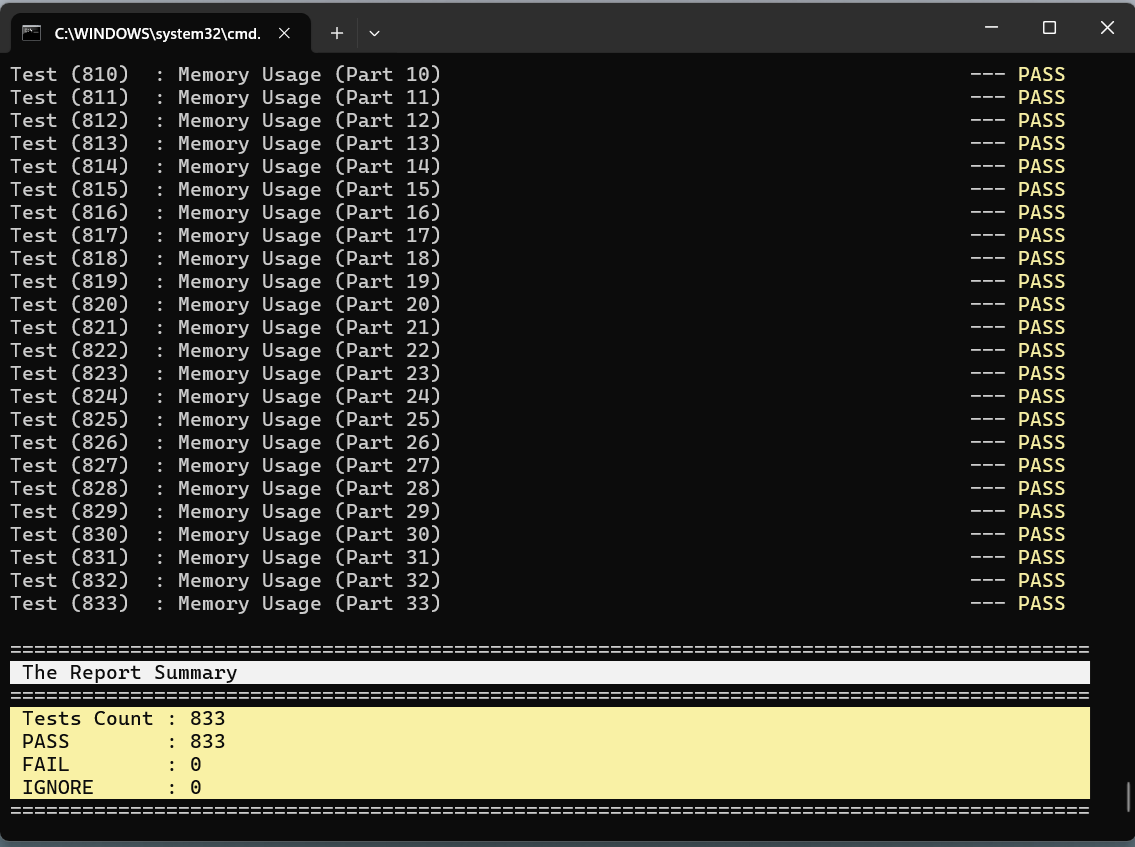 C:\WINDOWS\system32\cmd.
Test (810)  : Memory Usage (Part 10)                                            --- PASS
Test (811)  : Memory Usage (Part 11)                                            --- PASS
Test (812)  : Memory Usage (Part 12)                                            --- PASS
Test (813)  : Memory Usage (Part 13)                                            --- PASS
Test (814)  : Memory Usage (Part 14)                                            --- PASS
Test (815)  : Memory Usage (Part 15)                                            --- PASS
Test (816)  : Memory Usage (Part 16)                                            --- PASS
Test (817)  : Memory Usage (Part 17)                                            --- PASS
Test (818)  : Memory Usage (Part 18)                                            --- PASS
Test (819)  : Memory Usage (Part 19)                                            --- PASS
Test (820)  : Memory Usage (Part 20)                                            --- PASS
Test (821)  : Memory Usage (Part 21)                                            --- PASS
Test (822)  : Memory Usage (Part 22)                                            --- PASS
Test (823)  : Memory Usage (Part 23)                                            --- PASS
Test (824)  : Memory Usage (Part 24)                                            --- PASS
Test (825)  : Memory Usage (Part 25)                                            --- PASS
Test (826)  : Memory Usage (Part 26)                                            --- PASS
Test (827)  : Memory Usage (Part 27)                                            --- PASS
Test (828)  : Memory Usage (Part 28)                                            --- PASS
Test (829)  : Memory Usage (Part 29)                                            --- PASS
Test (830)  : Memory Usage (Part 30)                                            --- PASS
Test (831)  : Memory Usage (Part 31)                                            --- PASS
Test (832)  : Memory Usage (Part 32)                                            --- PASS
Test (833)  : Memory Usage (Part 33)                                            --- PASS
==========================================================================================
The Report Summary
==========================================================================================
Tests Count : 833
PASS        : 833
FAIL        : 0
IGNORE      : 0
==========================================================================================